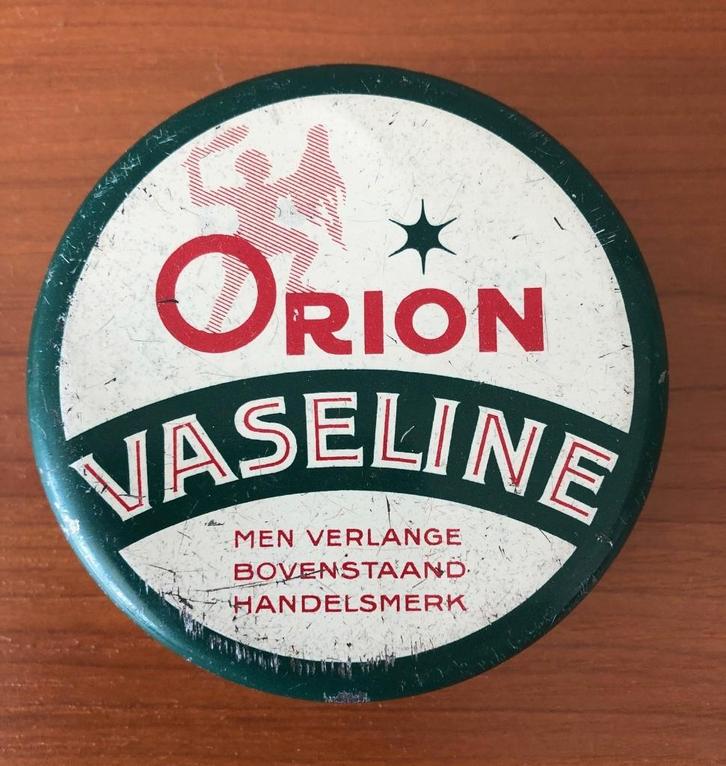 ORION
VASELINE
MEN VERLANGE
BOVENSTAAND
HANDELSMERK